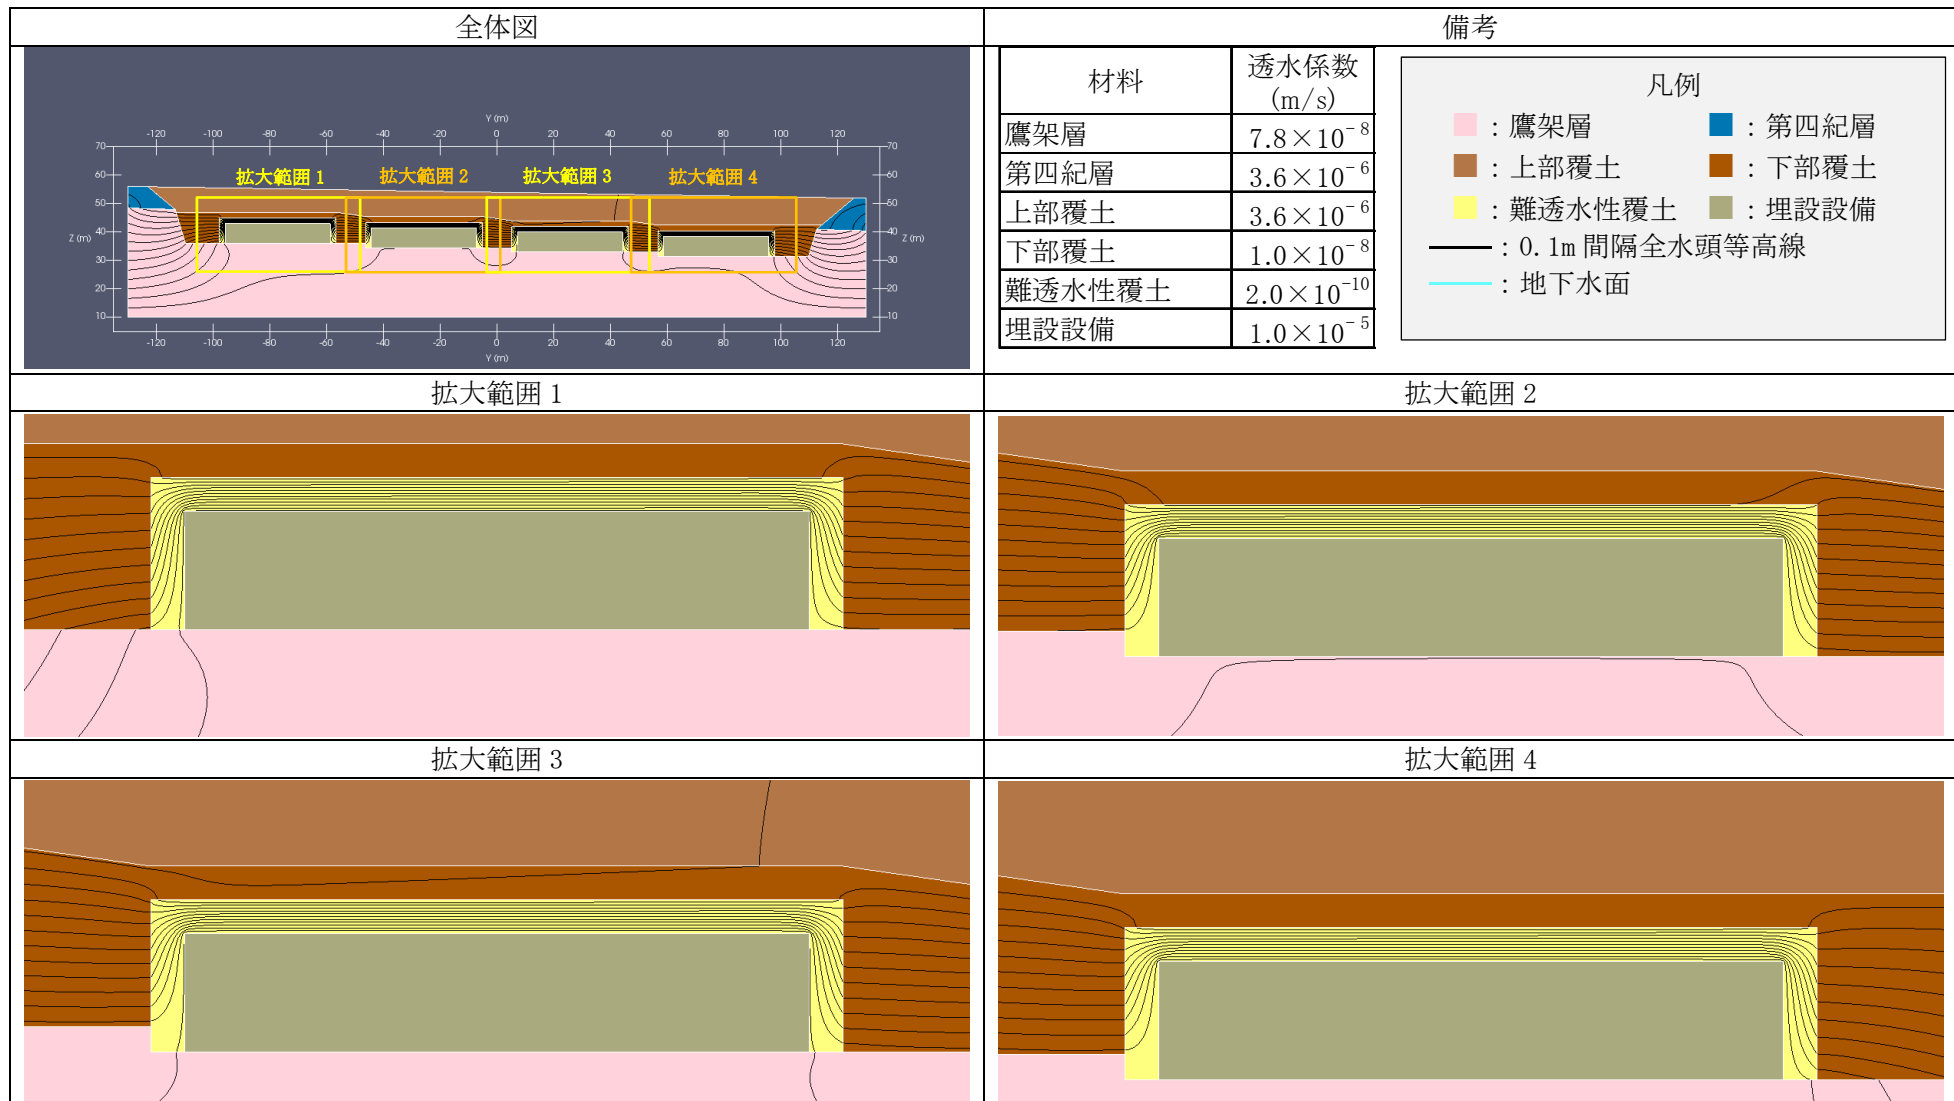 全体図
備考
Y (m)
-120 -100 -80 -60 -40 -20 0 20 40 60 80 100 120
70 70
60 60
50 50
40 40
Z (m) Z (m)
30 30
20 20
10 10
拡大範囲 1 拡大範囲 2 拡大範囲 3 拡大範囲 4
-120 -100 -80 -60 -40 -20 0 20 40 60 80 100 120
Y (m)
材料 透水係数
(m/s)
鷹架層 7.8×10⁻⁸
第四紀層 3.6×10⁻⁶
上部覆土 3.6×10⁻⁶
下部覆土 1.0×10⁻⁸
難透水性覆土 2.0×10⁻¹⁰
埋設設備 1.0×10⁻⁵
凡例
：鷹架層 ：第四紀層
：上部覆土 ：下部覆土
：難透水性覆土 ：埋設設備
：0.1m 間隔全水頭等高線
：地下水面
拡大範囲 1
拡大範囲 2
拡大範囲 3
拡大範囲 4